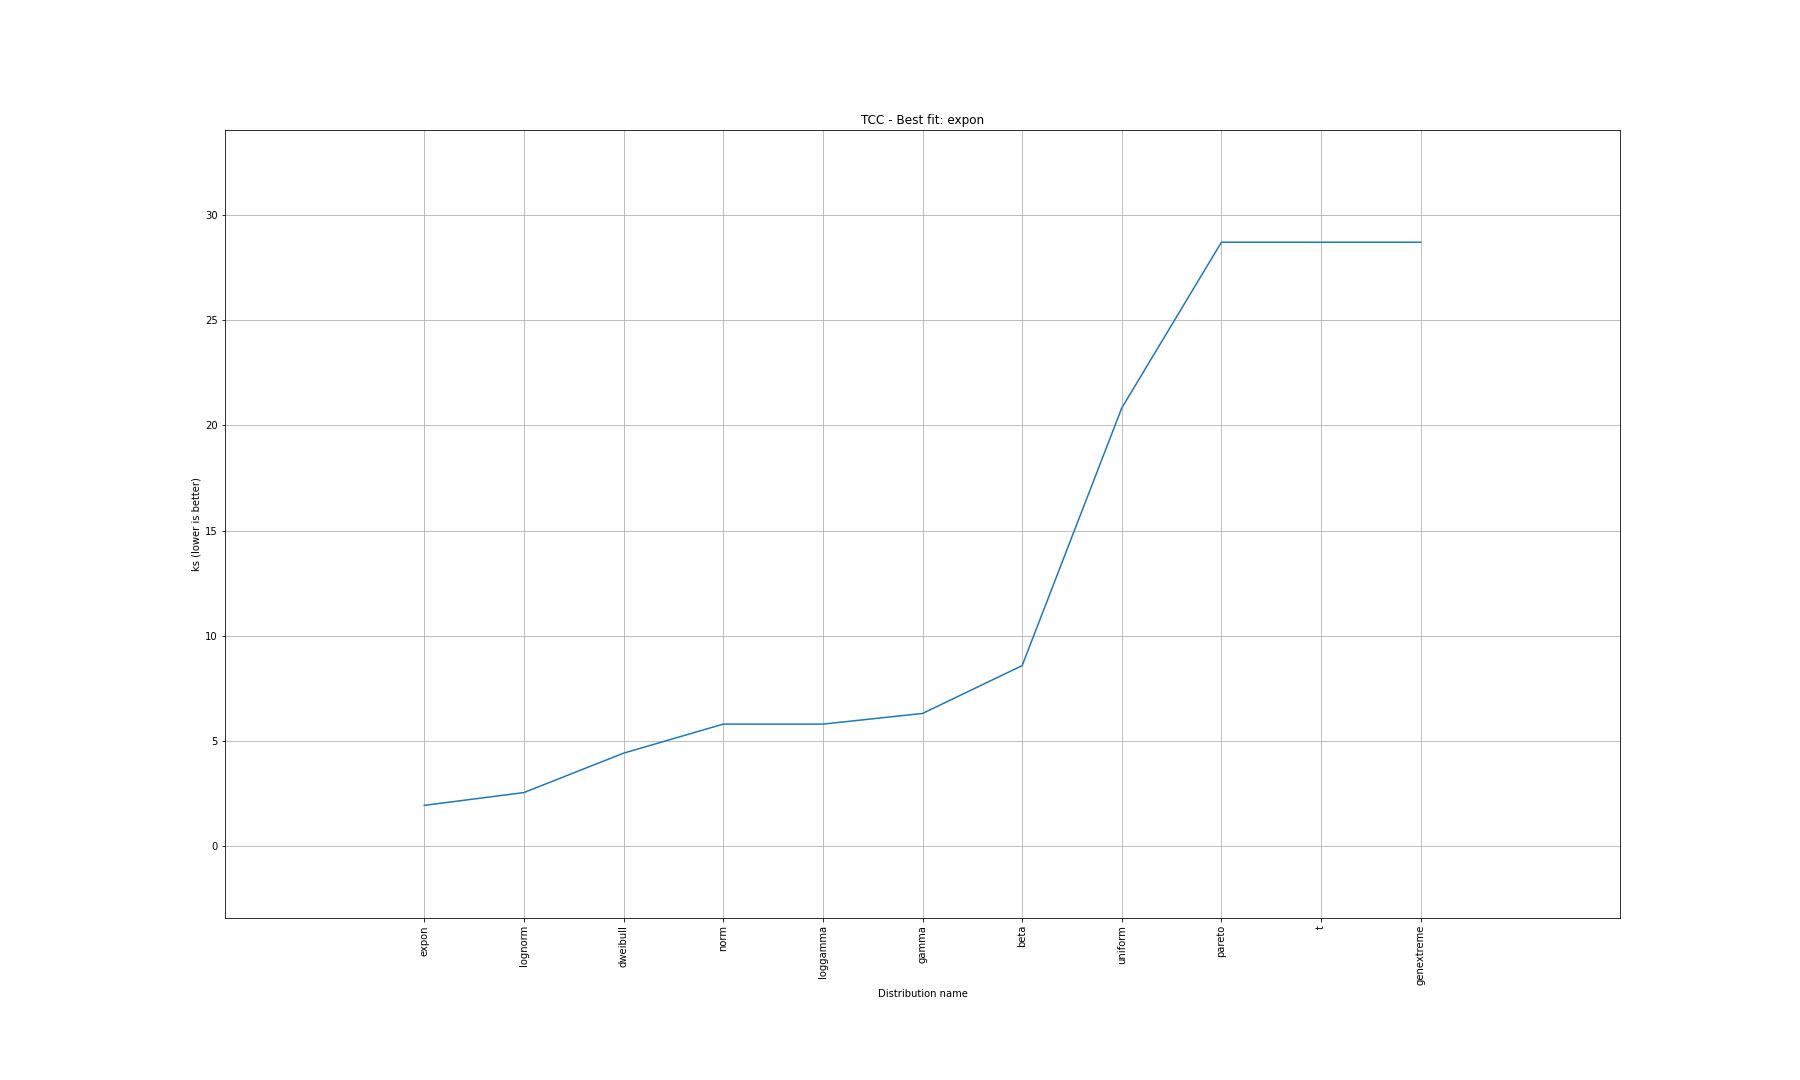 TCC - Best fit: expon
ks (lower is better)
30
25
20
15
10
5
0
expon
lognorm
dweibull
norm
loggamma
gamma
beta
uniform
pareto
t
genextreme
Distribution name